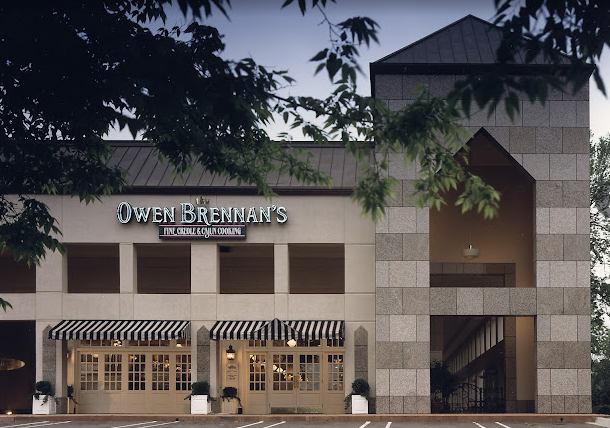 OWEN BRENNAN'S
FINE CREOLE & CAJUN COOKING